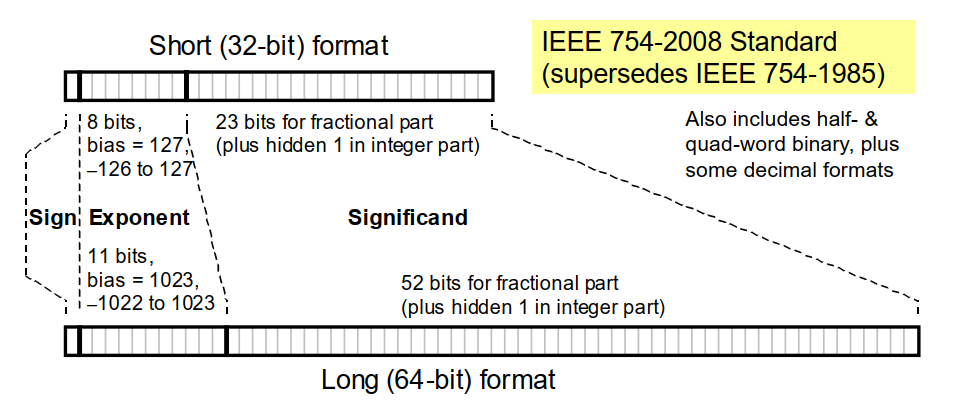 Short (32-bit) format
IEEE 754-2008 Standard
(supersedes IEEE 754-1985)
8 bits,
bias = 127,
–126 to 127
23 bits for fractional part
(plus hidden 1 in integer part)
Also includes half- &
quad-word binary, plus
some decimal formats
Sign
Exponent
Significand
11 bits,
bias = 1023,
–1022 to 1023
52 bits for fractional part
(plus hidden 1 in integer part)
Long (64-bit) format